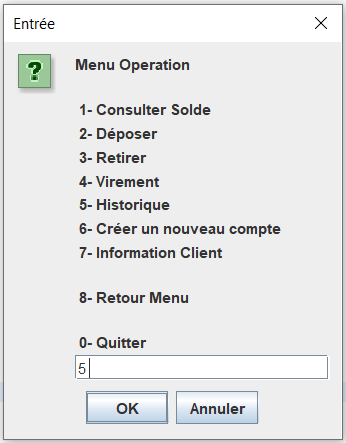 Entrée
Menu Operation
1- Consulter Solde
2- Déposer
3- Retirer
4- Virement
5- Historique
6- Créer un nouveau compte
7- Information Client
8- Retour Menu
0- Quitter
5
OK Annuler